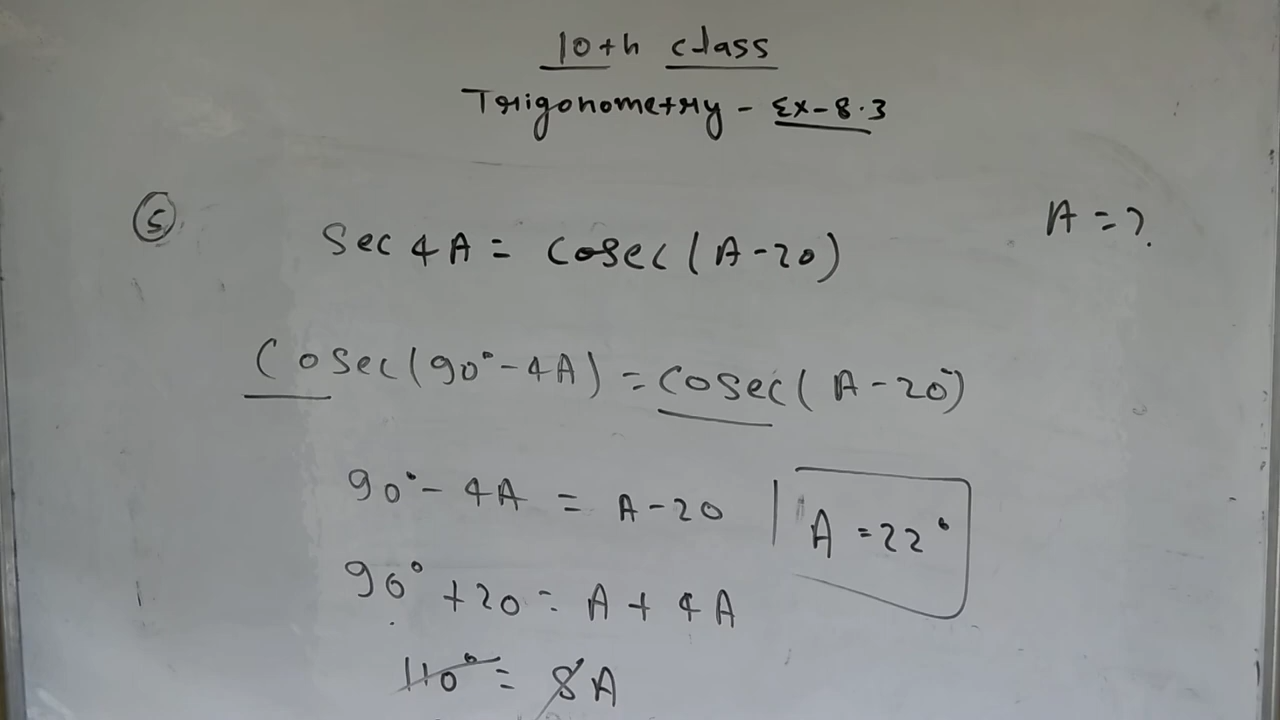 10th class
Trigonometry - Ex-8.3
5 Sec 4A = Cosec(A-20) A = ?
Cosec(90°-4A) = Cosec(A-20°)
90° - 4A = A-20
90° + 20 = A + 4A
110° = 5A
A = 22°